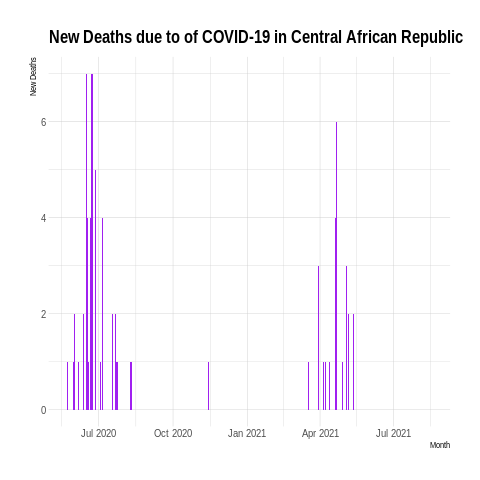 New Deaths due to of COVID-19 in Central African Republic
New Deaths
6
4
2
0
Jul 2020 Oct 2020 Jan 2021 Apr 2021 Jul 2021
Month